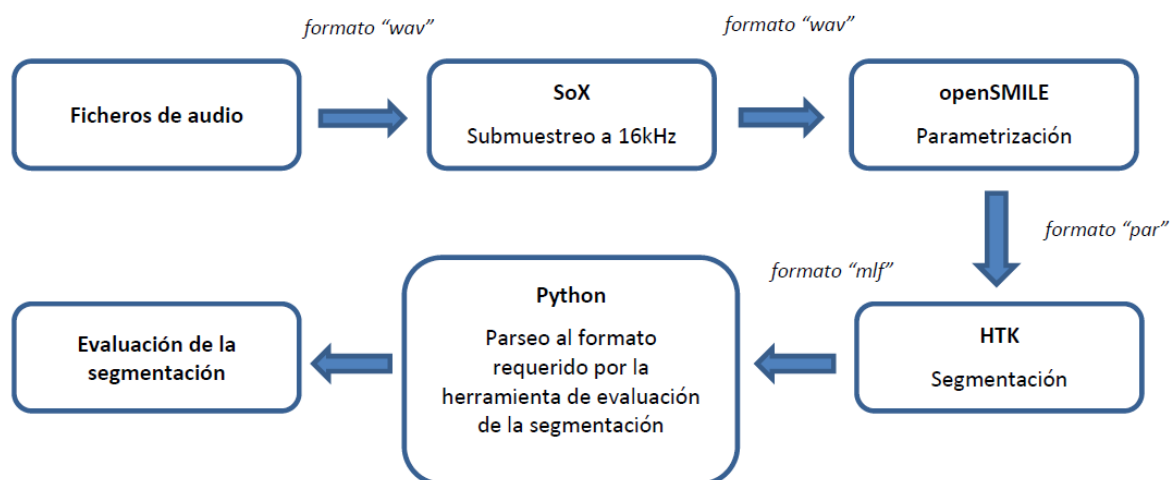 formato “wav”
formato “wav”
Ficheros de audio
SoX
Submuestreo a 16kHz
openSMILE
Parametrización
formato “par”
formato “mlf”
HTK
Segmentación
Python
Parseo al formato
requerido por la
herramienta de evaluación
de la segmentación
Evaluación de la
segmentación